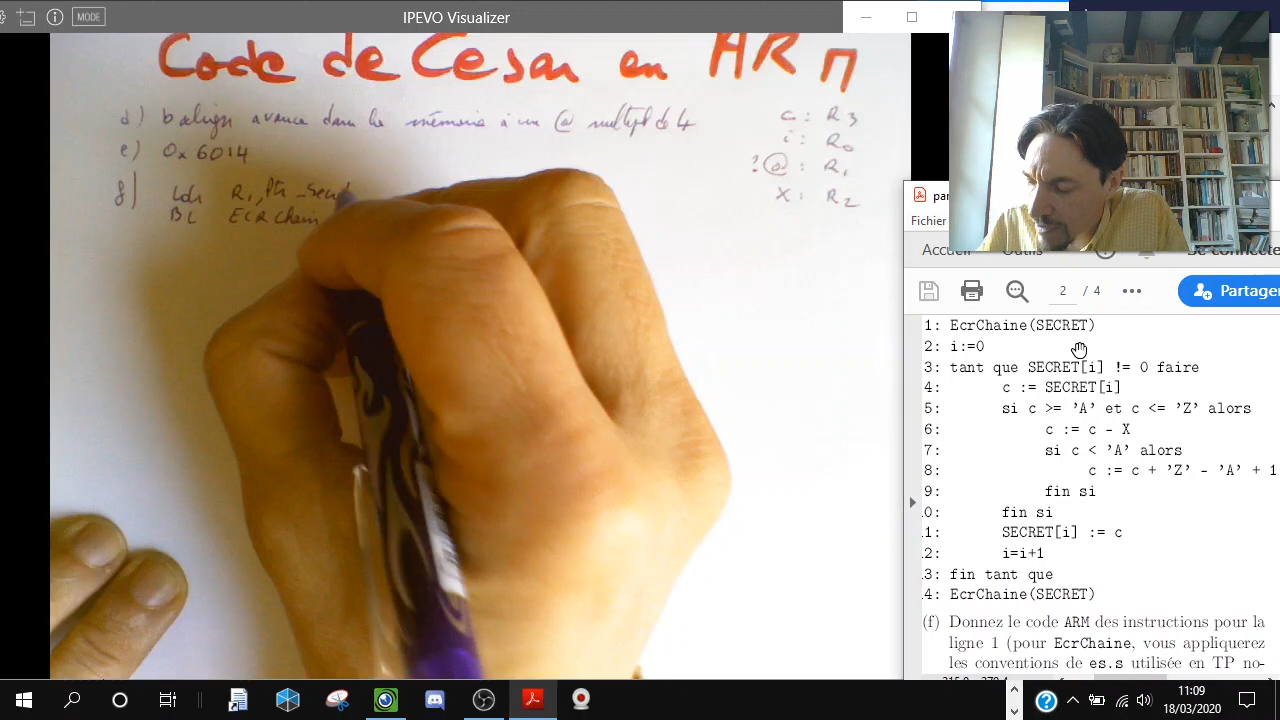 IPEVO Visualizer
MODE
Code de Cesar en ARM
d) balign avance dans la mémoire à un @ multiple de 4
e) 0x6014
f) Ldr R1, Ptr_Secret
BL ECRChain
c : R3
i : R0
? @ : R1
X : R2
Fichier
Accueil Outils Se connecte
2 / 4
Partager
1: EcrChaine(SECRET)
2: i:=0
3: tant que SECRET[i] != 0 faire
4: c := SECRET[i]
5: si c >= 'A' et c <= 'Z' alors
6: c := c - X
7: si c < 'A' alors
8: c := c + 'Z' - 'A' + 1
9: fin si
.0: fin si
.1: SECRET[i] := c
.2: i=i+1
.3: fin tant que
.4: EcrChaine(SECRET)
(f) Donnez le code ARM des instructions pour la
ligne 1 (pour EcrChaine, vous appliquerez
les conventions de es.s utilisée en TP no-
11:09
18/03/2020